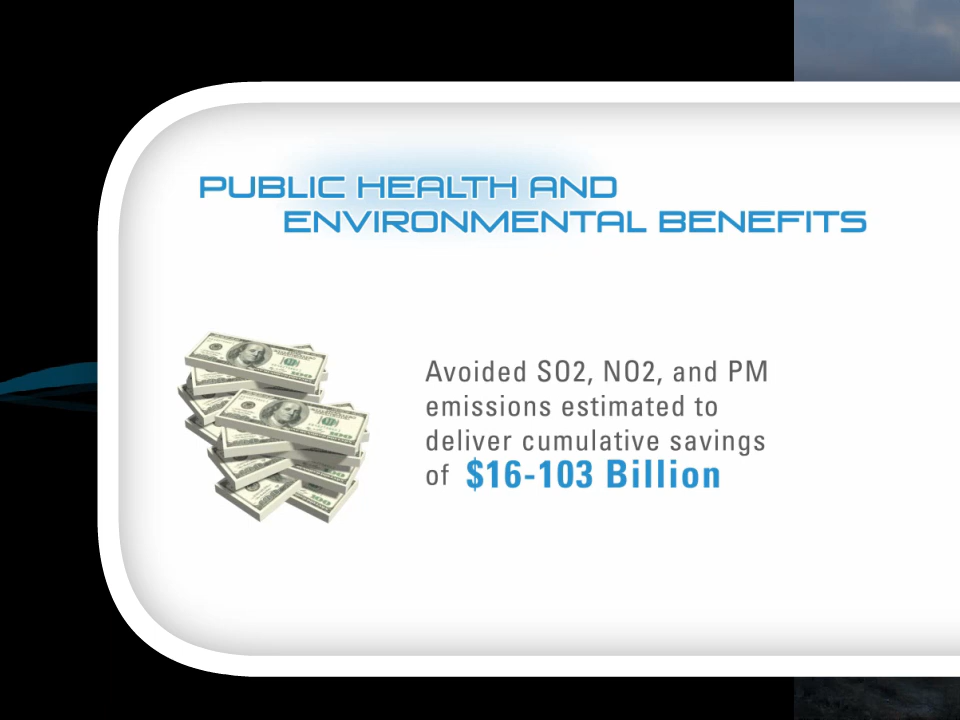 PUBLIC HEALTH AND
ENVIRONMENTAL BENEFITS
Avoided SO2, NO2, and PM
emissions estimated to
deliver cumulative savings
of $16-103 Billion